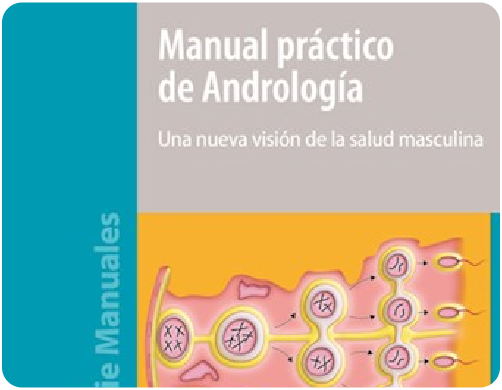 Manual práctico
de Andrología
Una nueva visión de la salud masculina
ie Manuales